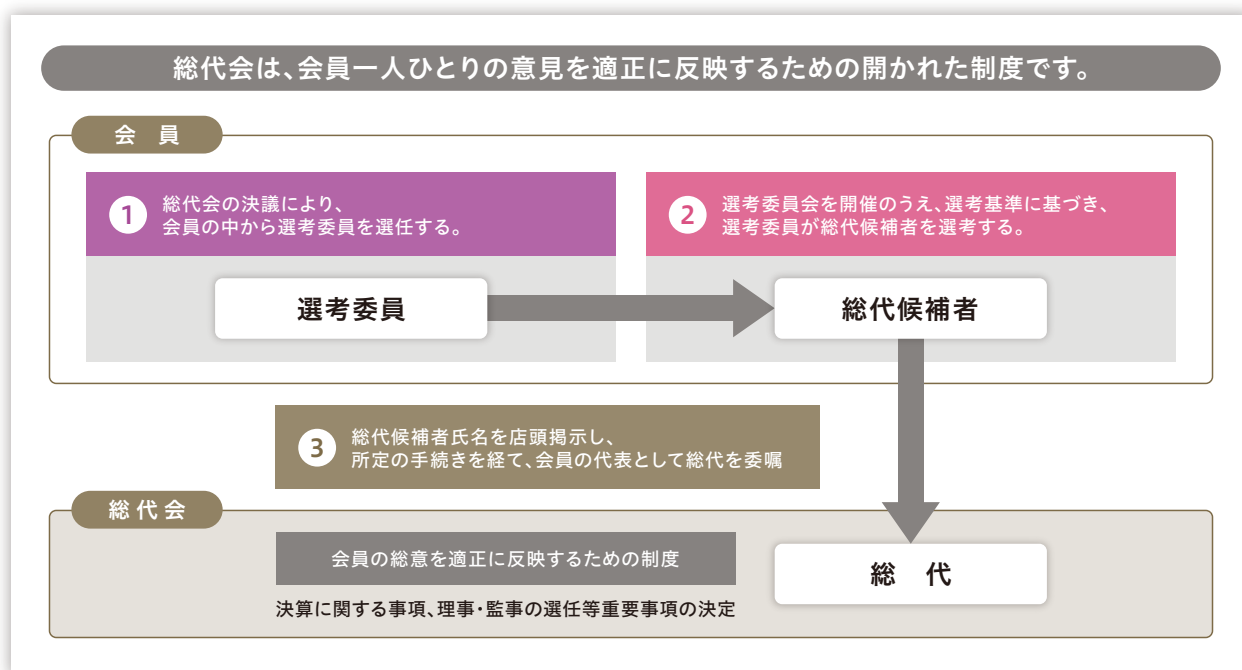 総代会は、会員一人ひとりの意見を適正に反映するための開かれた制度です。
会 員
1
総代会の決議により、
会員の中から選考委員を選任する。
2
選考委員会を開催のうえ、選考基準に基づき、
選考委員が総代候補者を選考する。
選考委員
総代候補者
3
総代候補者氏名を店頭掲示し、
所定の手続きを経て、会員の代表として総代を委嘱
総代会
会員の総意を適正に反映するための制度
総 代
決算に関する事項、理事・監事の選任等重要事項の決定